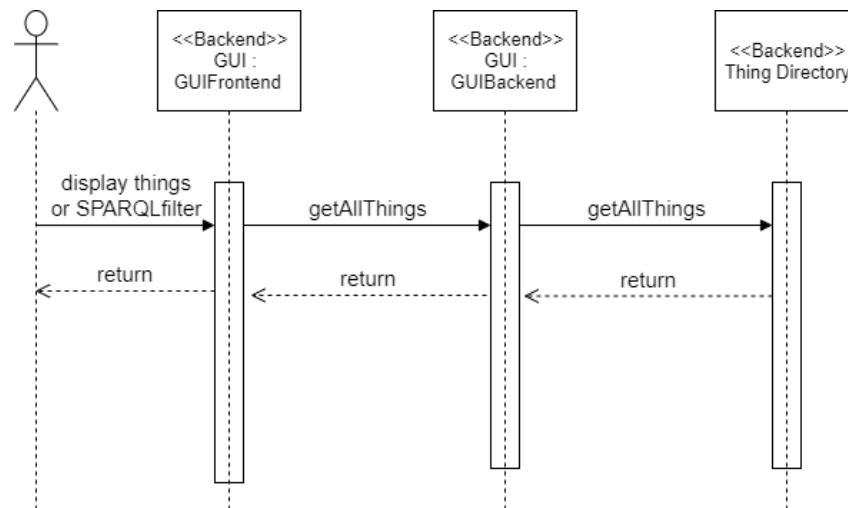 <<Backend>>
GUI :
GUIFrontend
<<Backend>>
GUI :
GUIBackend
<<Backend>>
Thing Directory
display things
or SPARQLfilter
getAllThings
getAllThings
return
return
return